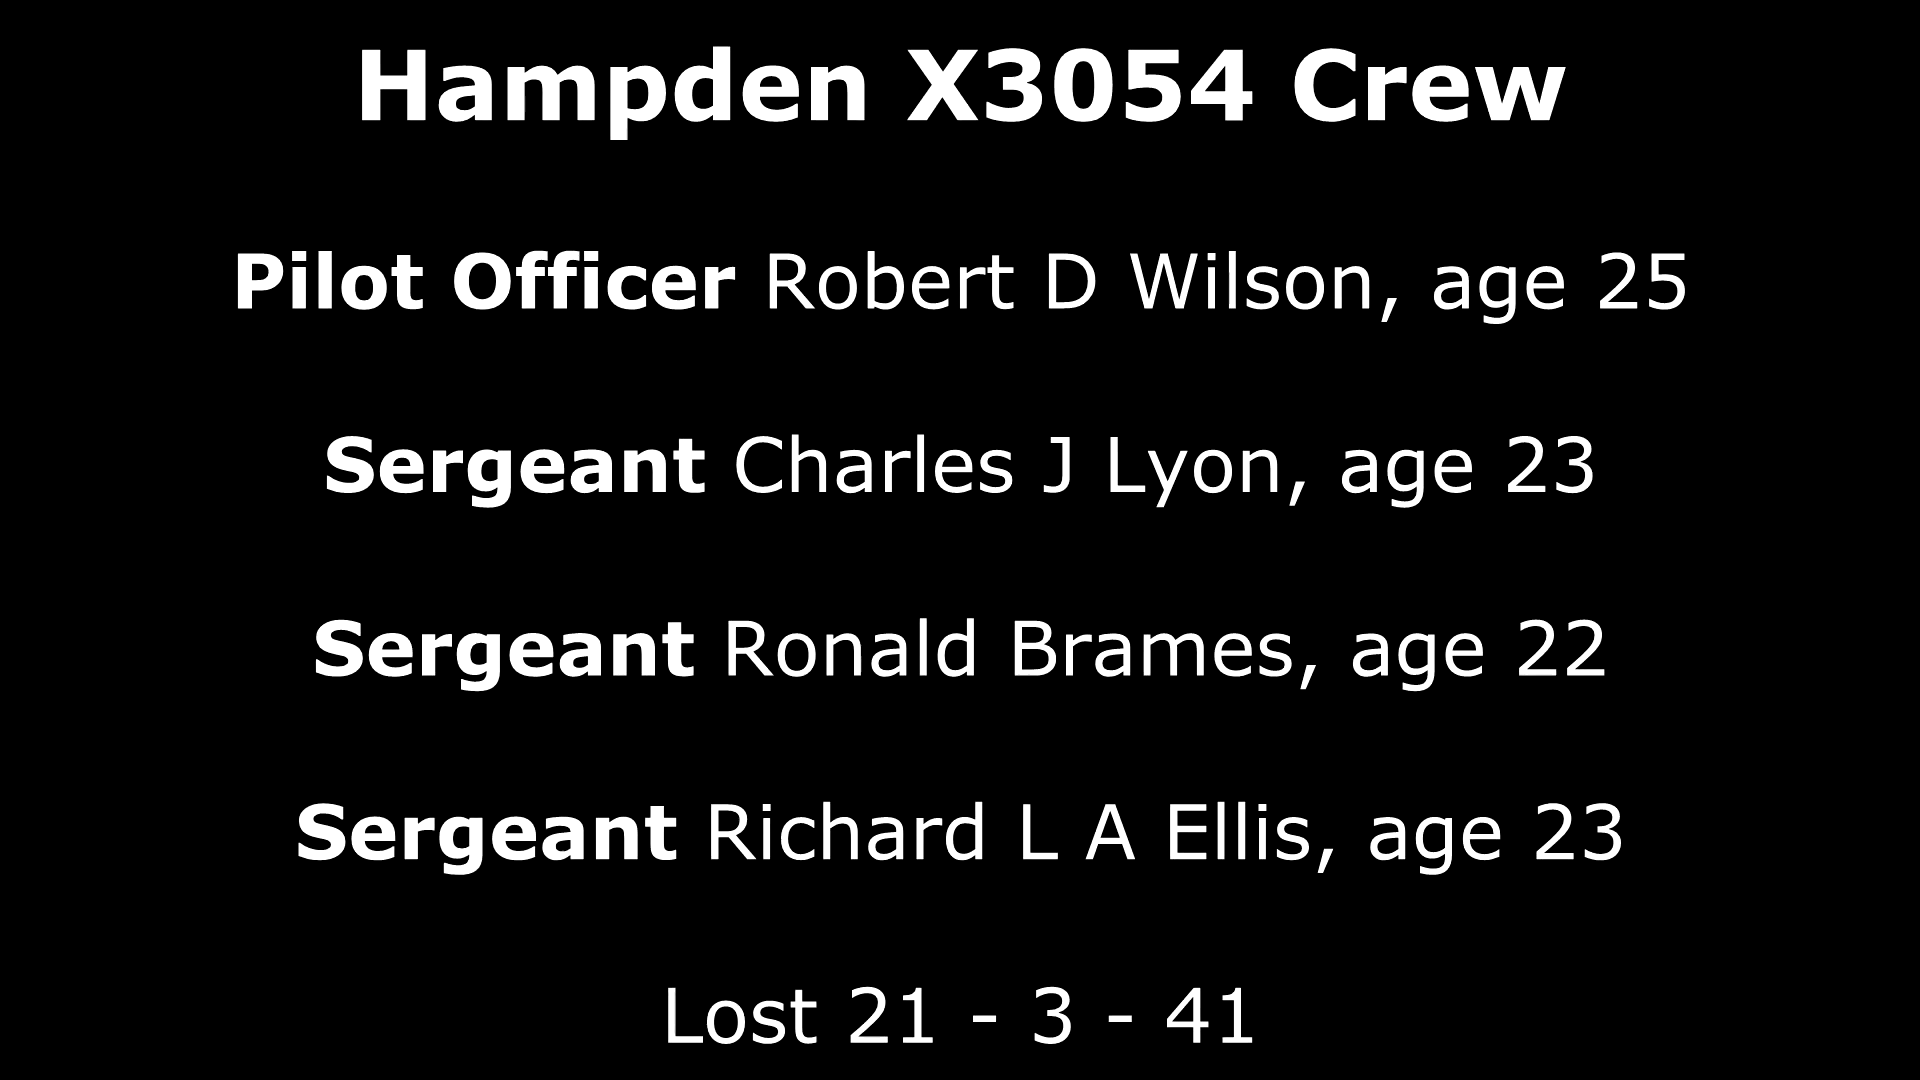 Hampden X3054 Crew
Pilot Officer Robert D Wilson, age 25
Sergeant Charles J Lyon, age 23
Sergeant Ronald Brames, age 22
Sergeant Richard L A Ellis, age 23
Lost 21 - 3 - 41